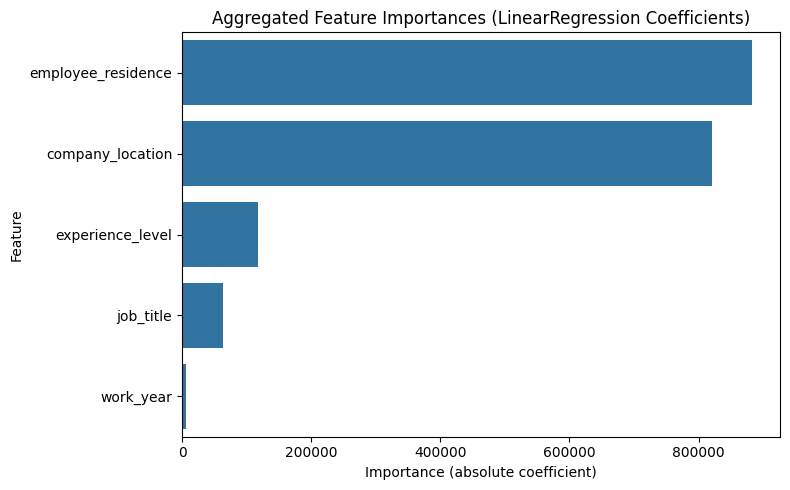 Aggregated Feature Importances (LinearRegression Coefficients)
Feature
employee_residence
company_location
experience_level
job_title
work_year
0 200000 400000 600000 800000
Importance (absolute coefficient)